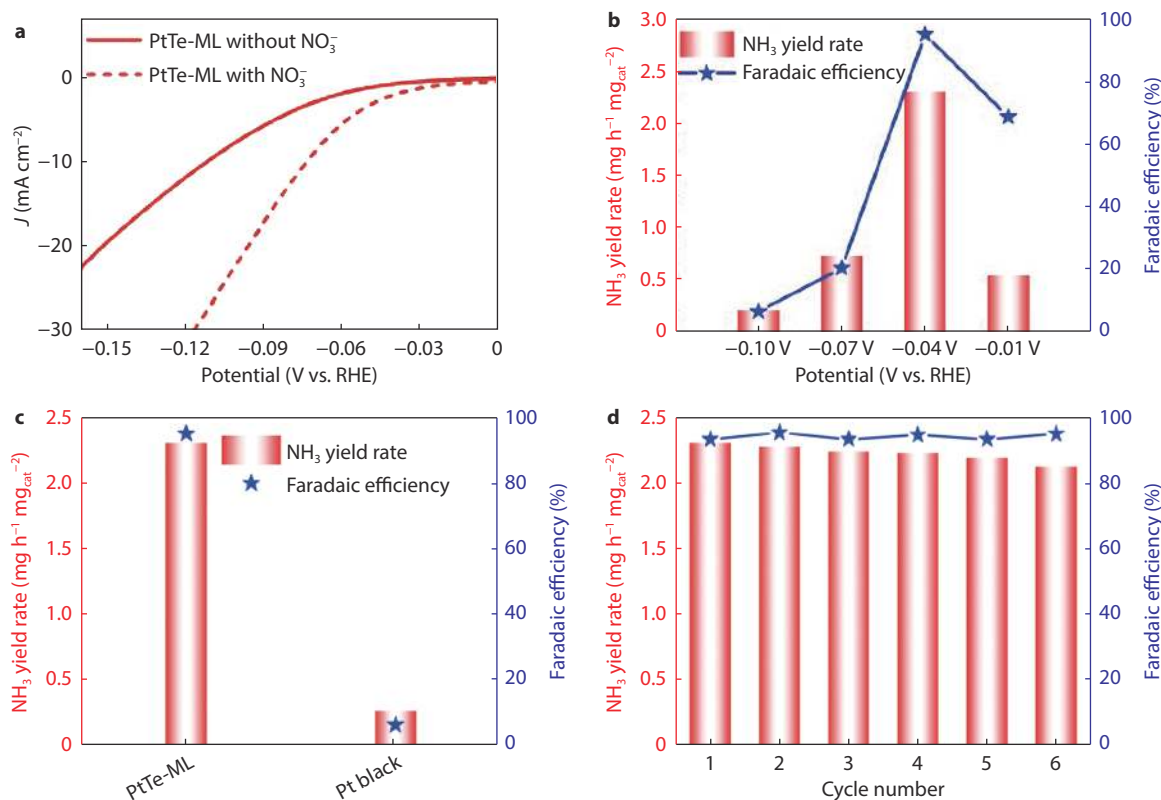 a
PtTe-ML without NO₃⁻
PtTe-ML with NO₃⁻
J (mA cm⁻²)
0
−10
−20
−30
−0.15 −0.12 −0.09 −0.06 −0.03 0
Potential (V vs. RHE)
b
NH₃ yield rate
Faradaic efficiency
NH₃ yield rate (mg h⁻¹ mg_cat⁻²)
3.0
2.5
2.0
1.5
1.0
0.5
0
Faradaic efficiency (%)
100
80
60
40
20
0
−0.10 V −0.07 V −0.04 V −0.01 V
Potential (V vs. RHE)
c
NH₃ yield rate
Faradaic efficiency
NH₃ yield rate (mg h⁻¹ mg_cat⁻²)
2.5
2.0
1.5
1.0
0.5
0
Faradaic efficiency (%)
100
80
60
40
20
0
PtTe-ML Pt black
d
NH₃ yield rate (mg h⁻¹ mg_cat⁻²)
2.5
2.0
1.5
1.0
0.5
0
Faradaic efficiency (%)
100
80
60
40
20
0
1 2 3 4 5 6
Cycle number